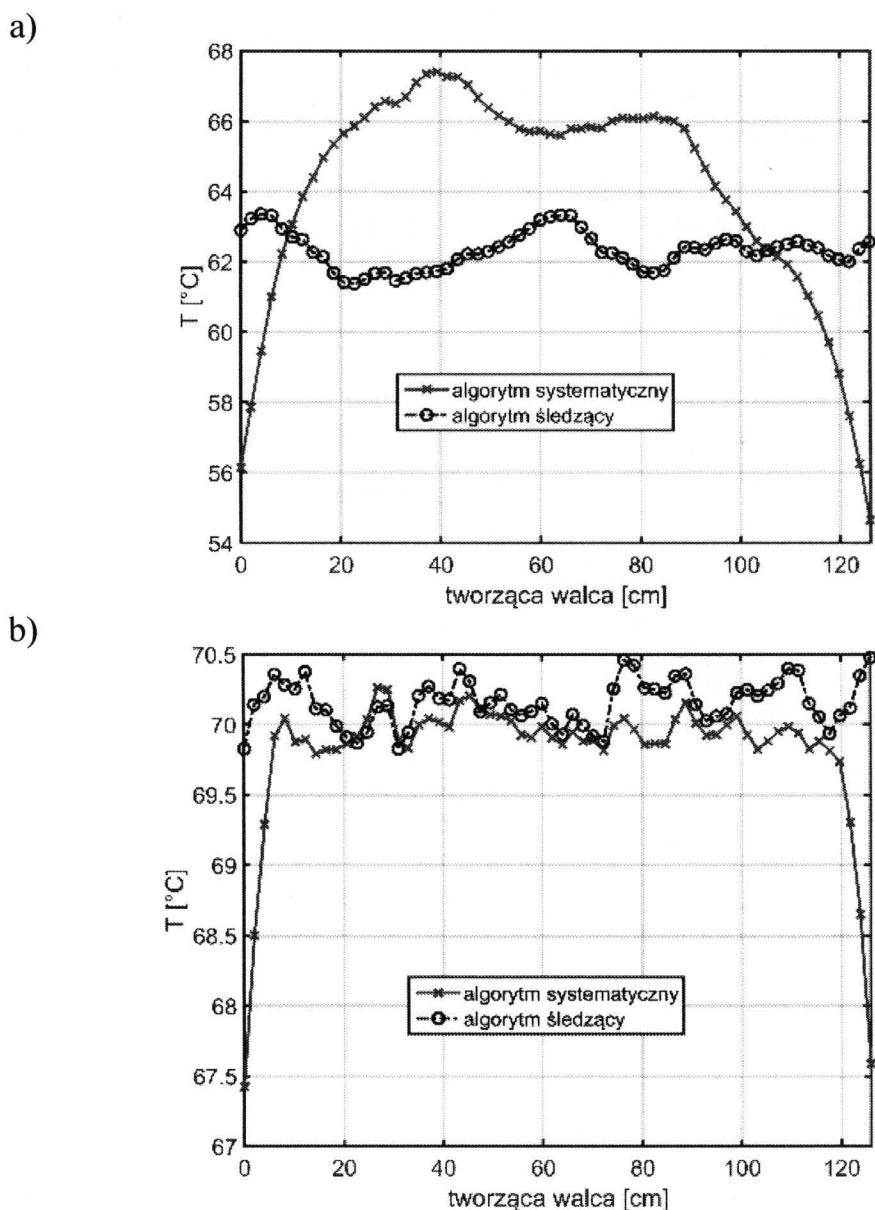 a)
68
67
66
64
62
60
58
56
54
T [°C]
algorytm systematyczny
algorytm śledzący
0 20 40 60 80 100 120
tworząca walca [cm]
b)
70.5
70
69.5
69
68.5
68
67.5
67
T [°C]
algorytm systematyczny
algorytm śledzący
0 20 40 60 80 100 120
tworząca walca [cm]